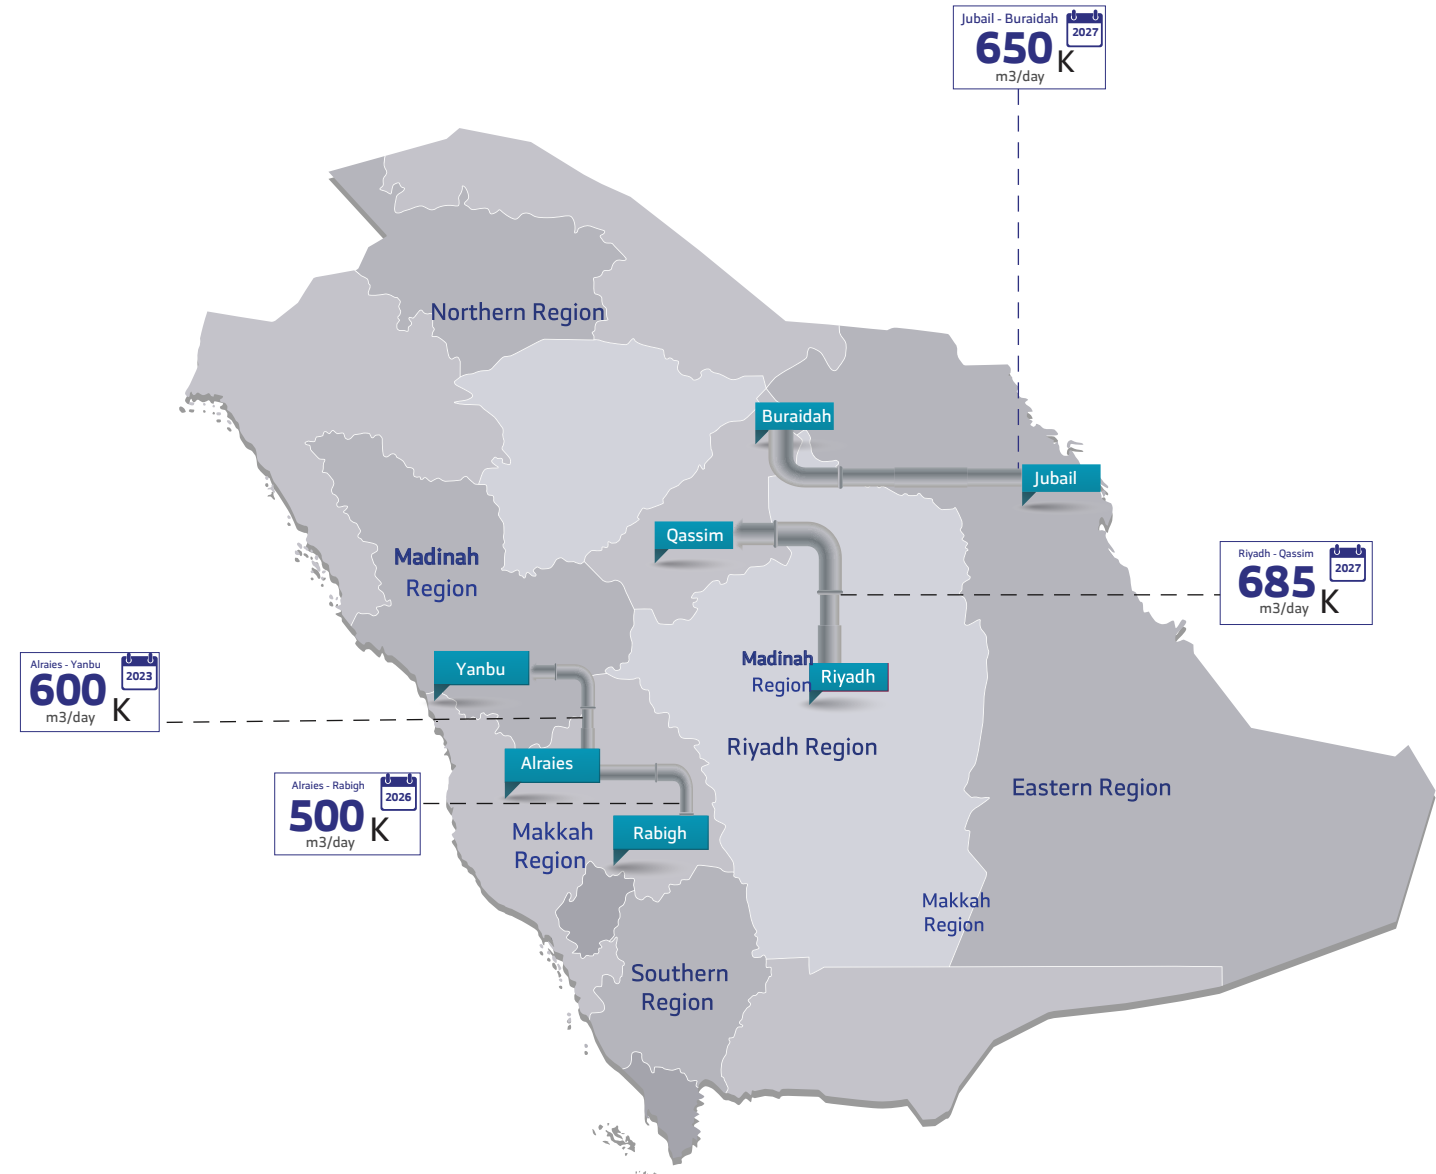 Jubail - Buraidah
2027
650 K
m3/day
Northern Region
Buraidah
Jubail
Qassim
Riyadh - Qassim
2027
685 K
m3/day
Madinah
Region
Alraies - Yanbu
2023
600 K
m3/day
Yanbu
Madinah
Region
Riyadh
Riyadh Region
Alraies
Alraies - Rabigh
2026
500 K
m3/day
Eastern Region
Makkah
Region
Rabigh
Makkah
Region
Southern
Region